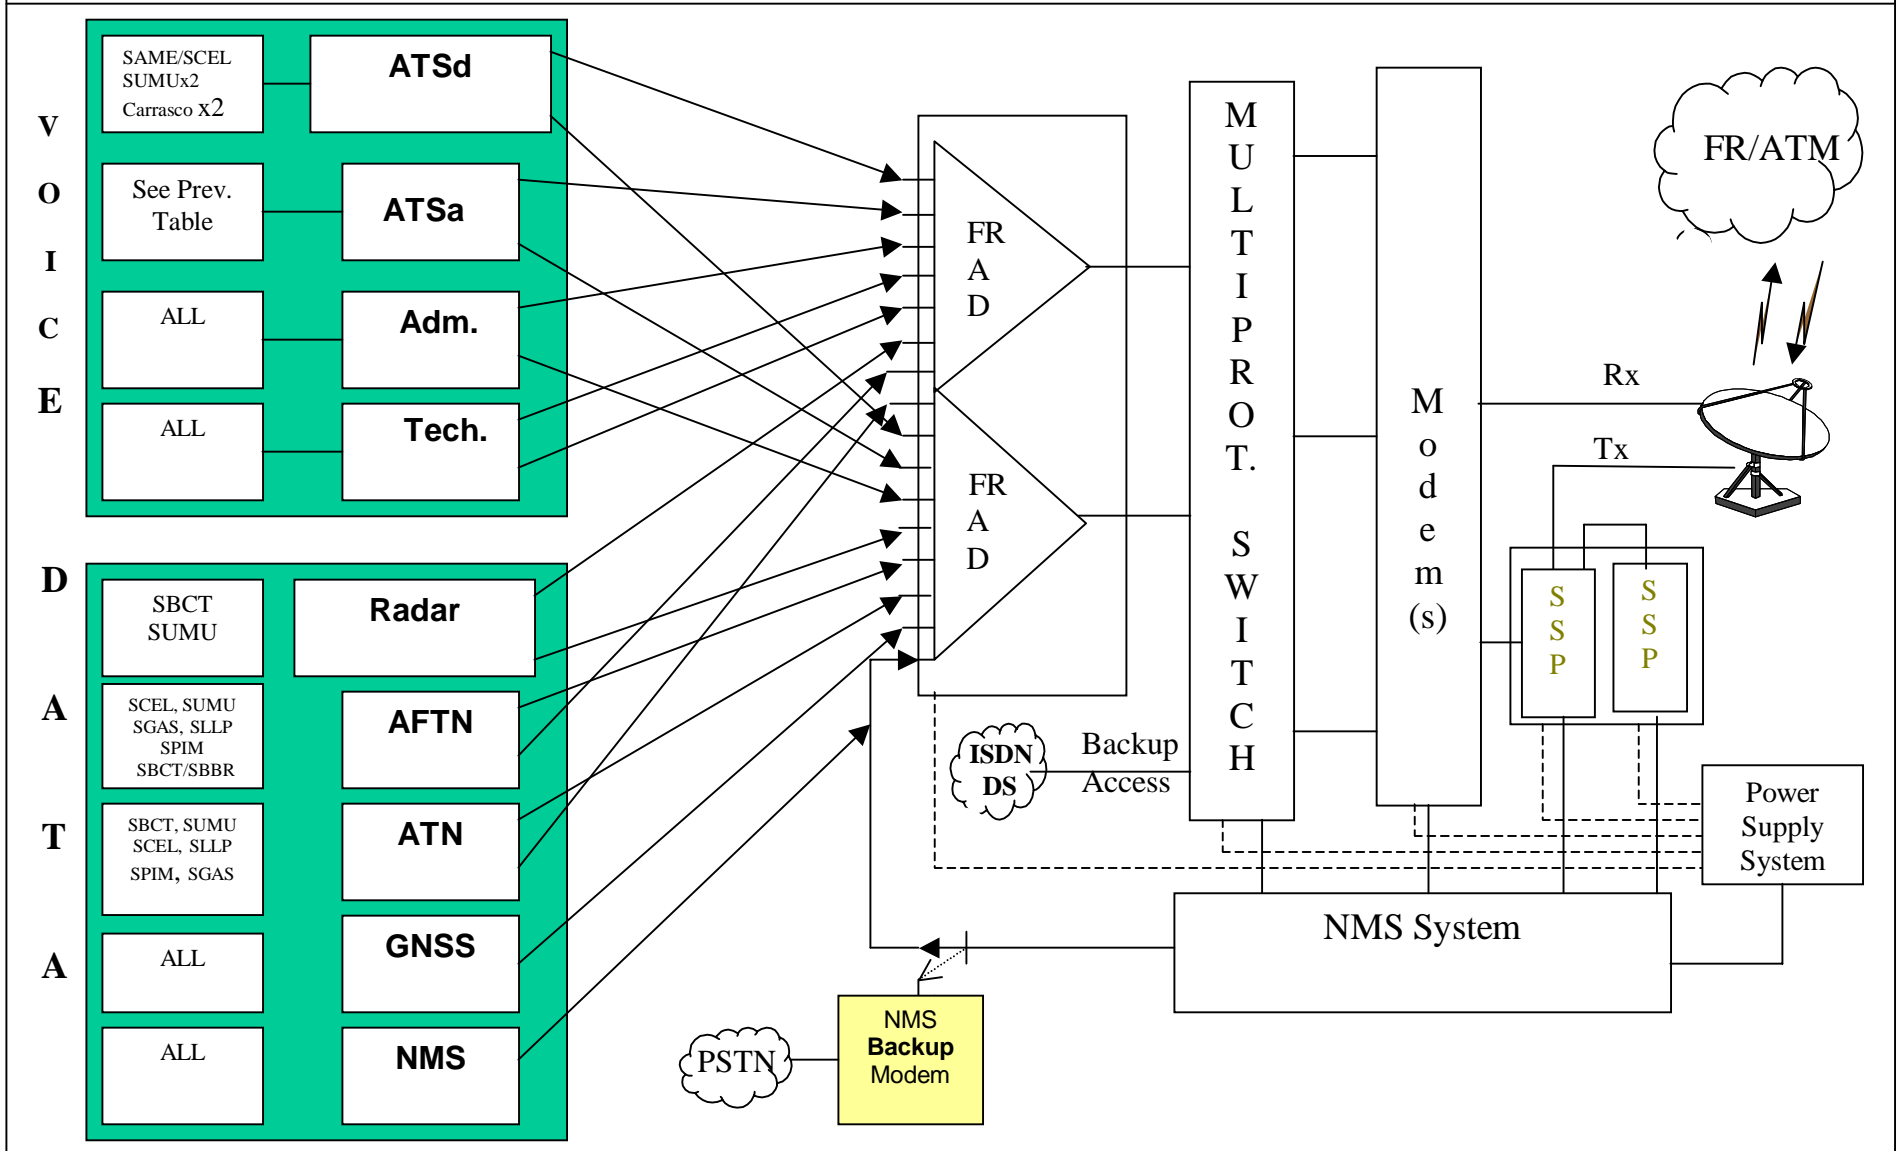 V
O
I
C
E
SAME/SCEL
SUMUx2
Carrasco x2
ATSd
See Prev.
Table
ATSa
ALL
Adm.
ALL
Tech.
D
A
T
A
SBCT
SUMU
Radar
SCEL, SUMU
SGAS, SLLP
SPIM
SBCT/SBBR
AFTN
SBCT, SUMU
SCEL, SLLP
SPIM, SGAS
ATN
ALL
GNSS
ALL
NMS
FR
A
D
FR
A
D
M
U
L
T
I
P
R
O
T.
S
W
I
T
C
H
M
o
d
e
m
(s)
FR/ATM
Rx
Tx
S
S
P
S
S
P
ISDN
DS
Backup
Access
Power
Supply
System
NMS System
NMS
Backup
Modem
PSTN